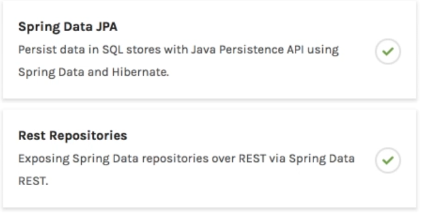 Spring Data JPA
Persist data in SQL stores with Java Persistence API using
Spring Data and Hibernate.
Rest Repositories
Exposing Spring Data repositories over REST via Spring Data
REST.